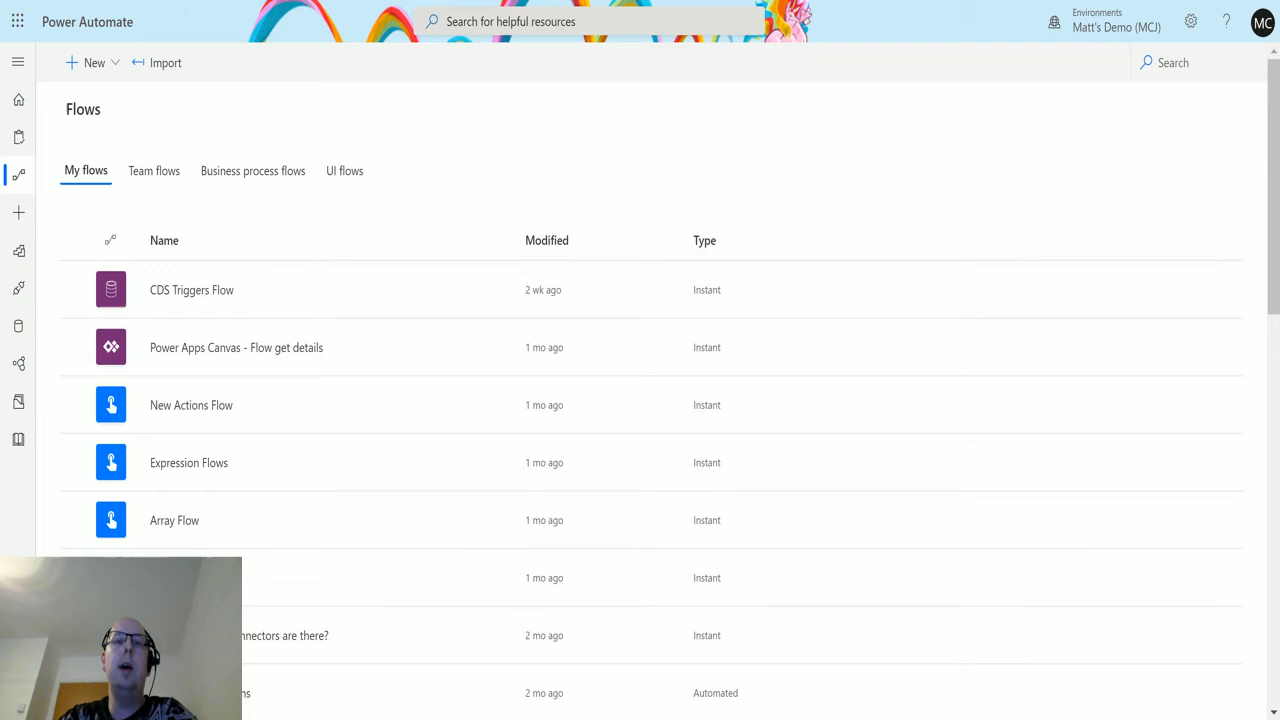 Power Automate
Search for helpful resources
Environments
Matt's Demo (MCJ)
?
MC
New
Import
Search
Flows
My flows
Team flows
Business process flows
UI flows
Name
Modified
Type
CDS Triggers Flow
2 wk ago
Instant
Power Apps Canvas - Flow get details
1 mo ago
Instant
New Actions Flow
1 mo ago
Instant
Expression Flows
1 mo ago
Instant
Array Flow
1 mo ago
Instant
1 mo ago
Instant
nnectors are there?
2 mo ago
Instant
ns
2 mo ago
Automated